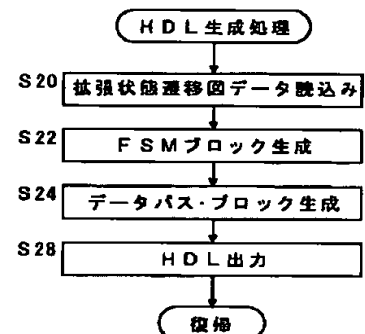 HDL生成処理
S20 拡張状態遷移図データ読込み
S22 FSMブロック生成
S24 データパス・ブロック生成
S28 HDL出力
復帰